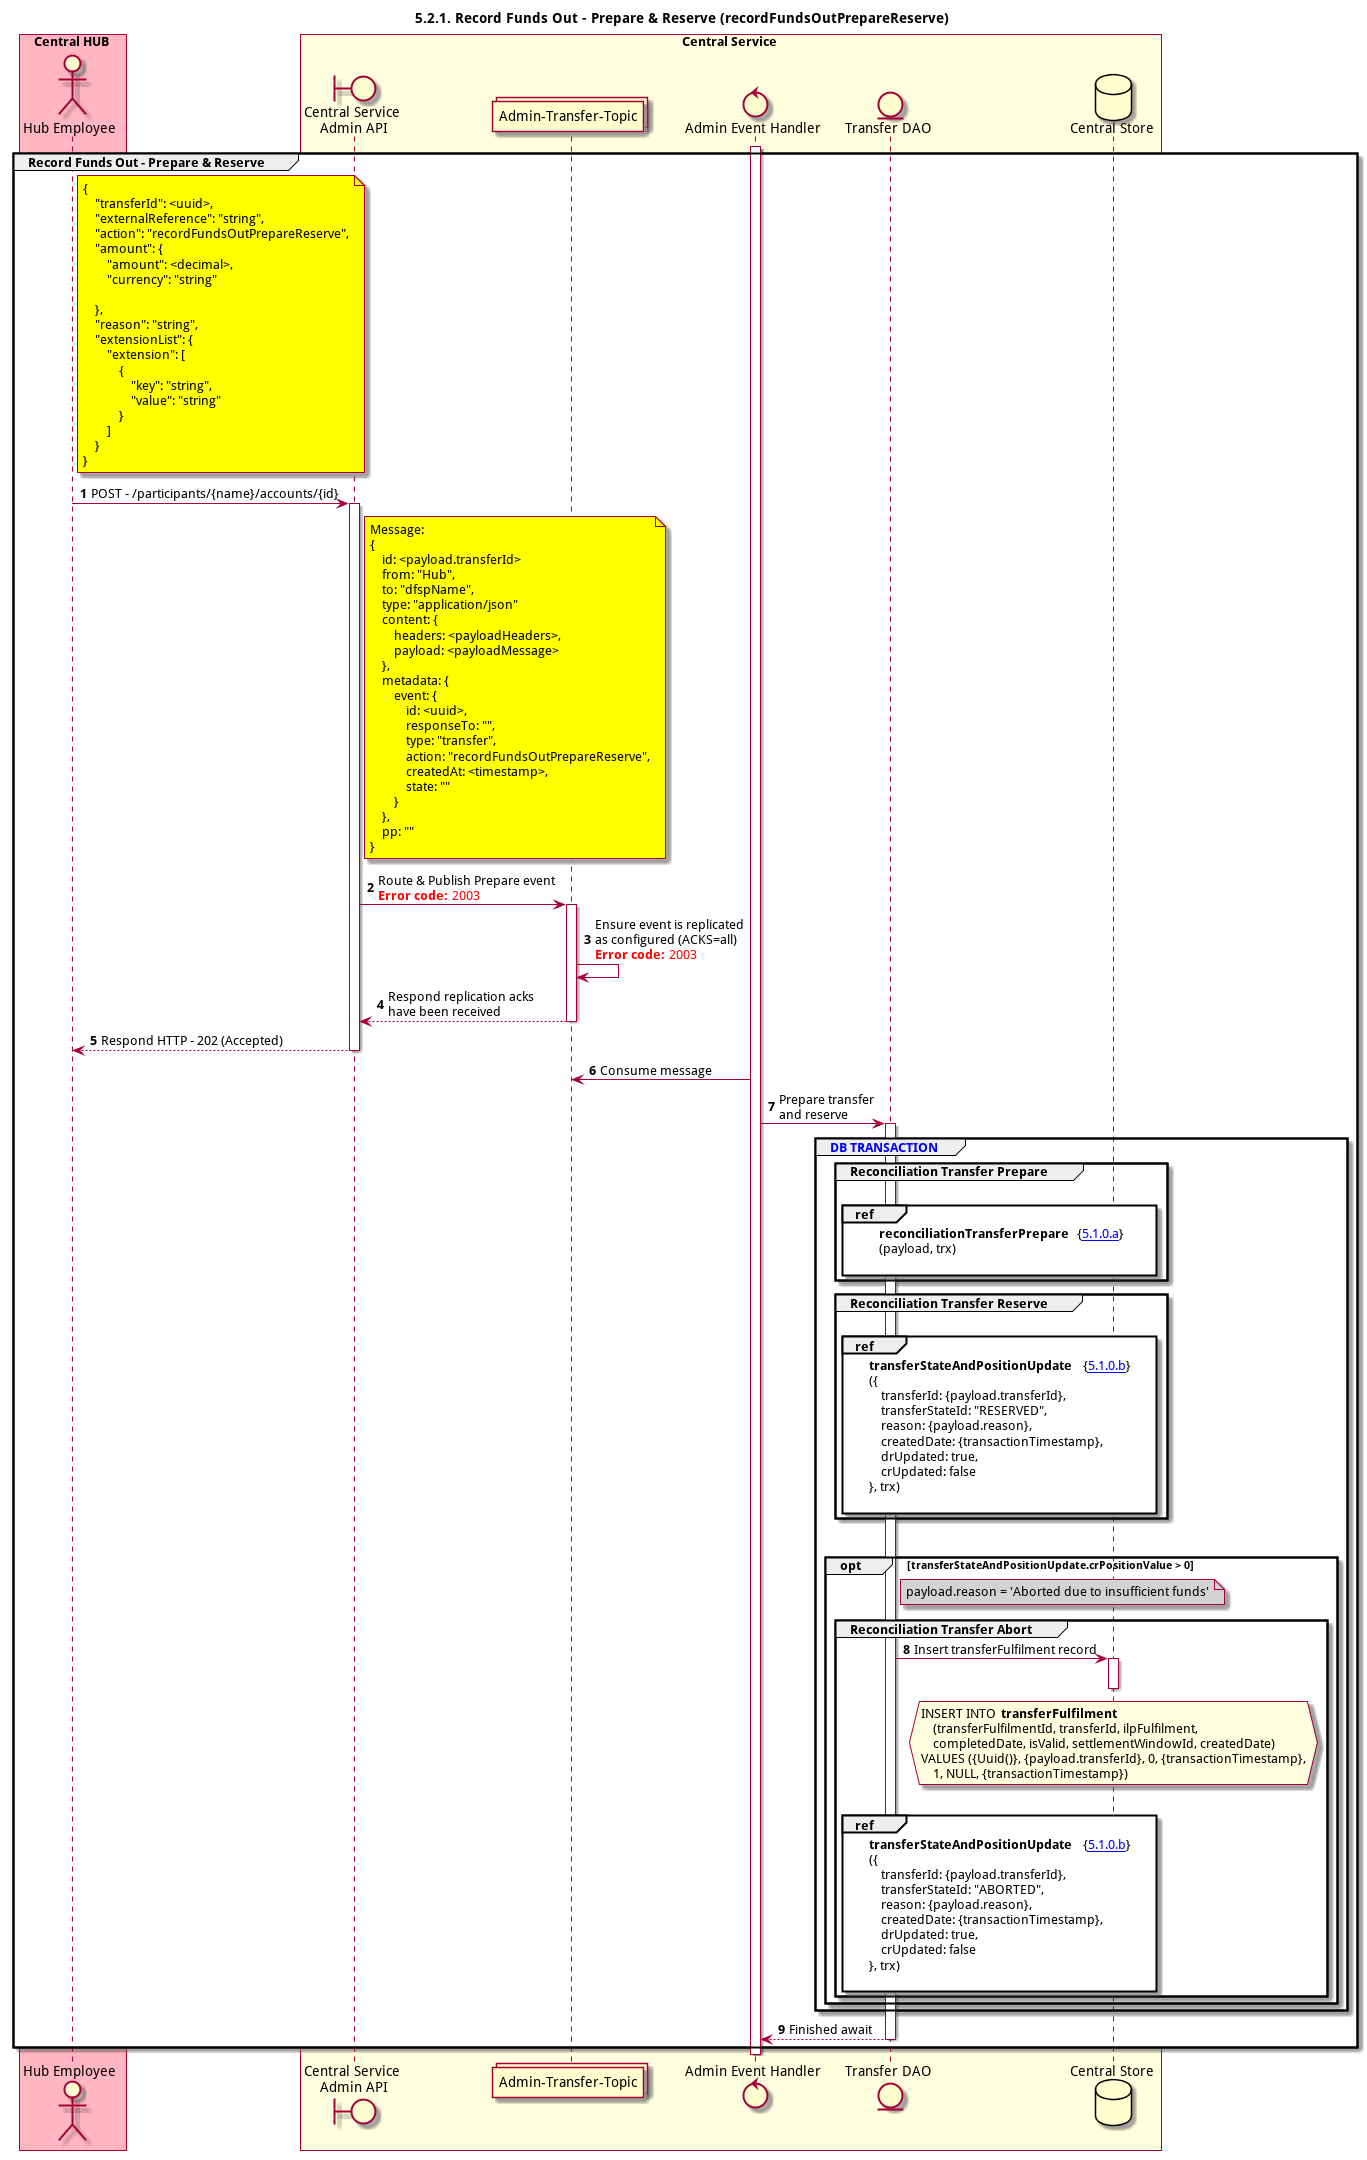 5.2.1. Record Funds Out - Prepare & Reserve (recordFundsOutPrepareReserve)
Central HUB
Central Service
Hub Employee
Central Service
Admin API
Admin-Transfer-Topic
Admin Event Handler
Transfer DAO
Central Store
Record Funds Out - Prepare & Reserve
{
"transferId": <uuid>,
"externalReference": "string",
"action": "recordFundsOutPrepareReserve",
"amount": {
"amount": <decimal>,
"currency": "string"
},
"reason": "string",
"extensionList": {
"extension": [
{
"key": "string",
"value": "string"
}
]
}
}
1 POST - /participants/{name}/accounts/{id}
Message:
{
id: <payload.transferId>
from: "Hub",
to: "dfspName",
type: "application/json"
content: {
headers: <payloadHeaders>,
payload: <payloadMessage>
},
metadata: {
event: {
id: <uuid>,
responseTo: "",
type: "transfer",
action: "recordFundsOutPrepareReserve",
createdAt: <timestamp>,
state: ""
}
},
pp: ""
}
2 Route & Publish Prepare event
Error code: 2003
3 Ensure event is replicated
as configured (ACKS=all)
Error code: 2003
4 Respond replication acks
have been received
5 Respond HTTP - 202 (Accepted)
6 Consume message
7 Prepare transfer
and reserve
DB TRANSACTION
Reconciliation Transfer Prepare
ref
reconciliationTransferPrepare {5.1.0.a}
(payload, trx)
Reconciliation Transfer Reserve
ref
transferStateAndPositionUpdate {5.1.0.b}
({
transferId: {payload.transferId},
transferStateId: "RESERVED",
reason: {payload.reason},
createdDate: {transactionTimestamp},
drUpdated: true,
crUpdated: false
}, trx)
opt [transferStateAndPositionUpdate.crPositionValue > 0]
payload.reason = 'Aborted due to insufficient funds'
Reconciliation Transfer Abort
8 Insert transferFulfilment record
INSERT INTO transferFulfilment
(transferFulfilmentId, transferId, ilpFulfilment,
completedDate, isValid, settlementWindowId, createdDate)
VALUES ({Uuid()}, {payload.transferId}, 0, {transactionTimestamp},
1, NULL, {transactionTimestamp})
ref
transferStateAndPositionUpdate {5.1.0.b}
({
transferId: {payload.transferId},
transferStateId: "ABORTED",
reason: {payload.reason},
createdDate: {transactionTimestamp},
drUpdated: true,
crUpdated: false
}, trx)
9 Finished await
Hub Employee
Central Service
Admin API
Admin-Transfer-Topic
Admin Event Handler
Transfer DAO
Central Store